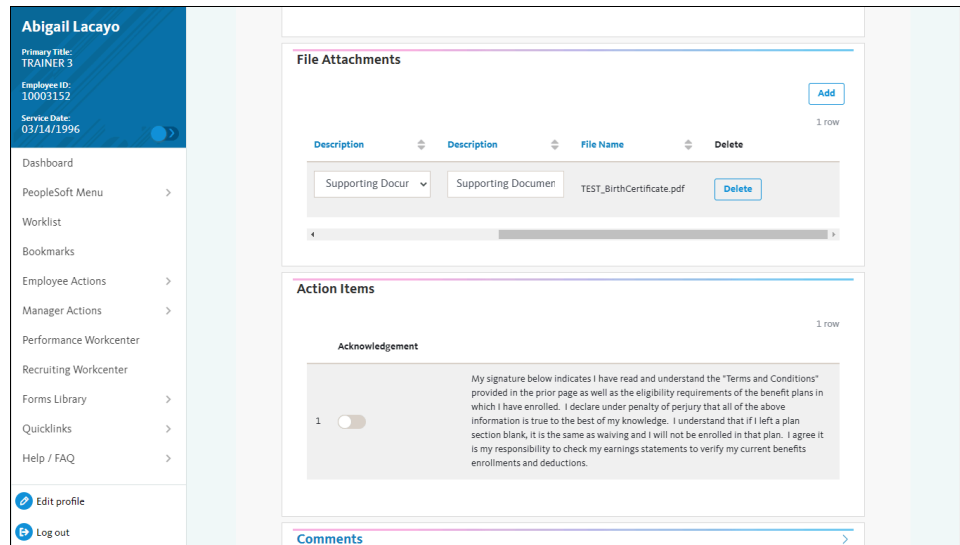 Abigail Lacayo
Primary Title:
TRAINER 3
Employee ID:
10003152
Service Date:
03/14/1996
Dashboard
PeopleSoft Menu
Worklist
Bookmarks
Employee Actions
Manager Actions
Performance Workcenter
Recruiting Workcenter
Forms Library
Quicklinks
Help / FAQ
Edit profile
Log out
File Attachments
Add
1 row
Description Description File Name Delete
Supporting Docur Supporting Documen TEST_BirthCertificate.pdf Delete
Action Items
1 row
Acknowledgement
My signature below indicates I have read and understand the "Terms and Conditions"
provided in the prior page as well as the eligibility requirements of the benefit plans in
which I have enrolled. I declare under penalty of perjury that all of the above
1 information is true to the best of my knowledge. I understand that if I left a plan
section blank, it is the same as waiving and I will not be enrolled in that plan. I agree it
is my responsibility to check my earnings statements to verify my current benefits
enrollments and deductions.
Comments